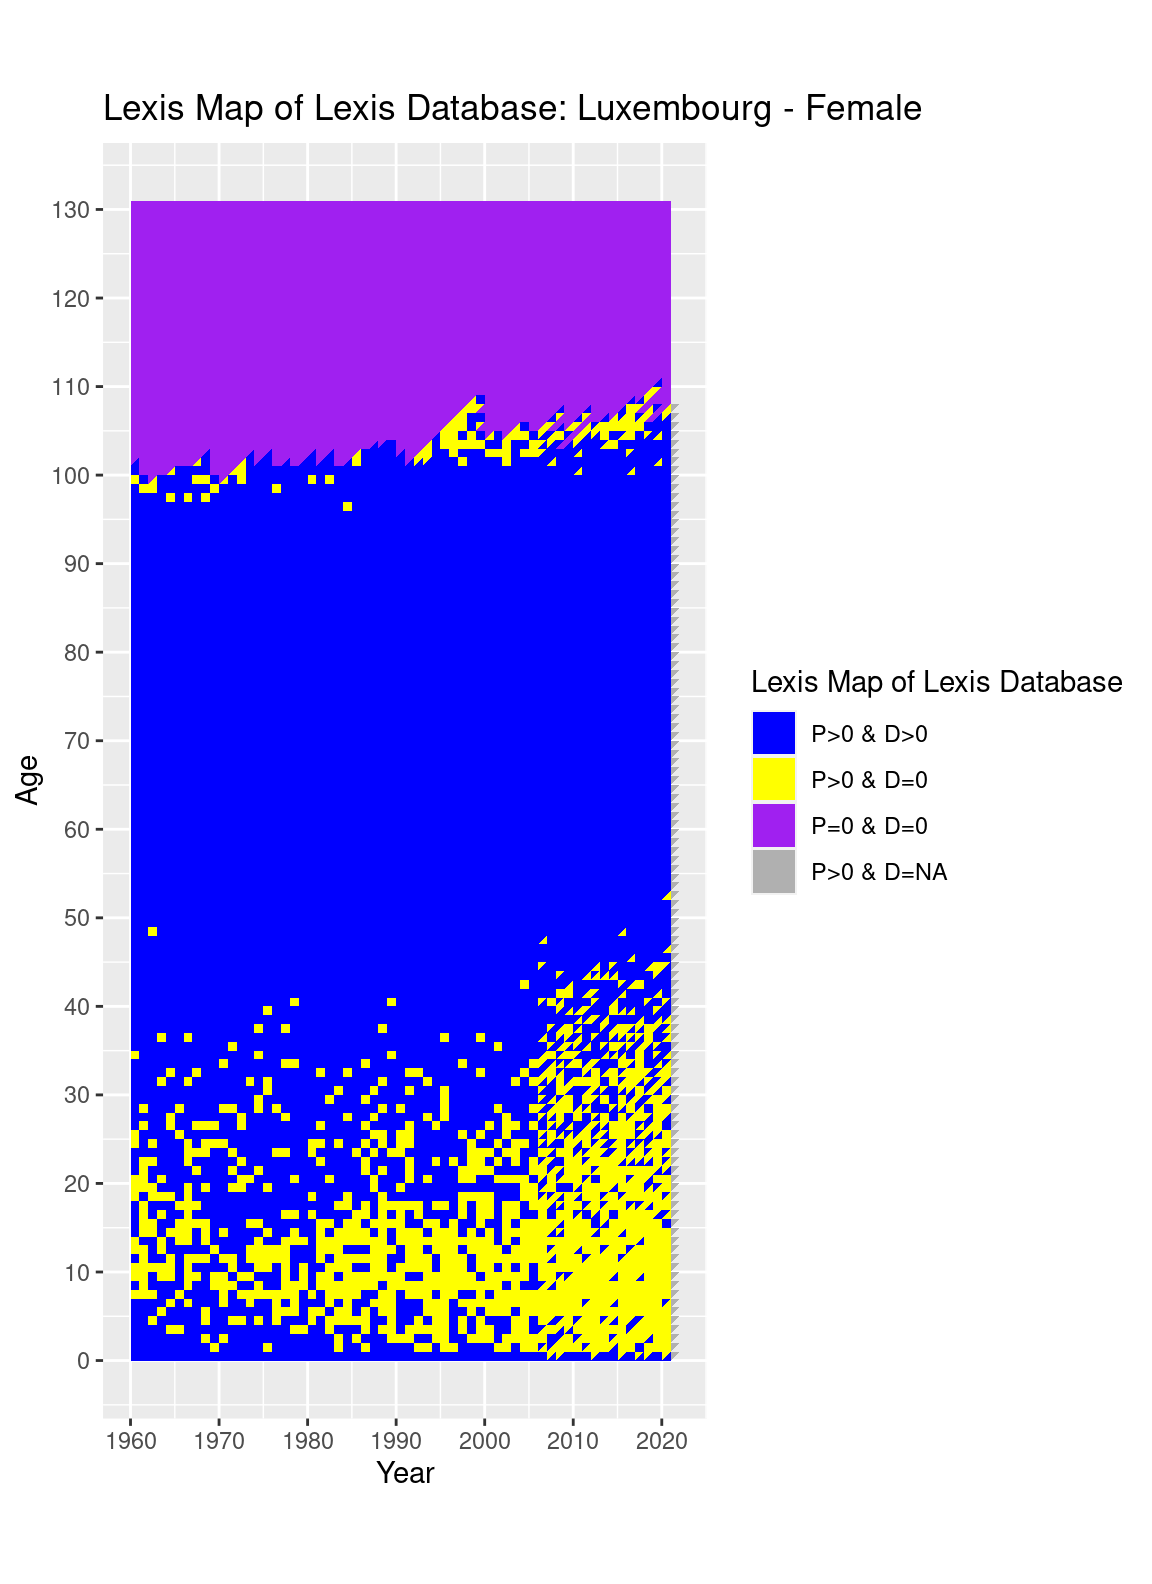 Lexis Map of Lexis Database: Luxembourg - Female
130
120
110
100
90
80
70
60
50
40
30
20
10
0
Age
1960 1970 1980 1990 2000 2010 2020
Year
Lexis Map of Lexis Database
P>0 & D>0
P>0 & D=0
P=0 & D=0
P>0 & D=NA